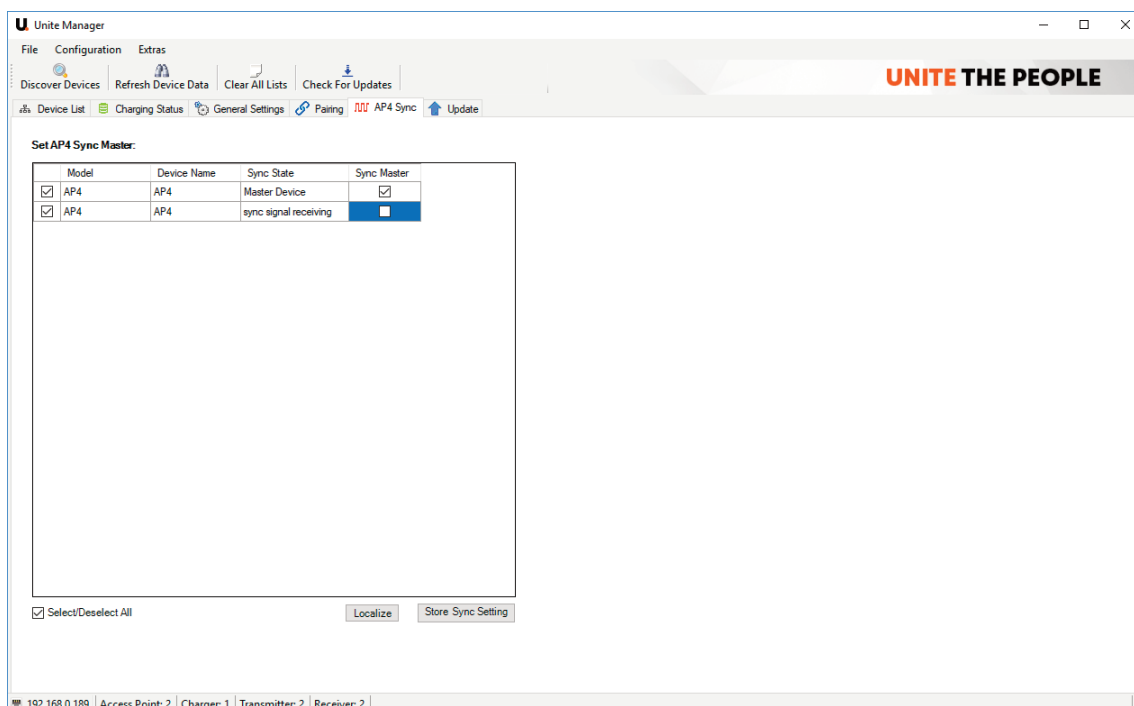 U Unite Manager
File Configuration Extras
Discover Devices Refresh Device Data Clear All Lists Check For Updates
UNITE THE PEOPLE
Device List Charging Status General Settings Pairing AP4 Sync Update
Set AP4 Sync Master:
Model Device Name Sync State Sync Master
AP4 AP4 Master Device
AP4 AP4 sync signal receiving
Select/Deselect All Localize Store Sync Setting
192.168.0.189 Access Point: 2 Charger: 1 Transmitter: 2 Receiver: 2